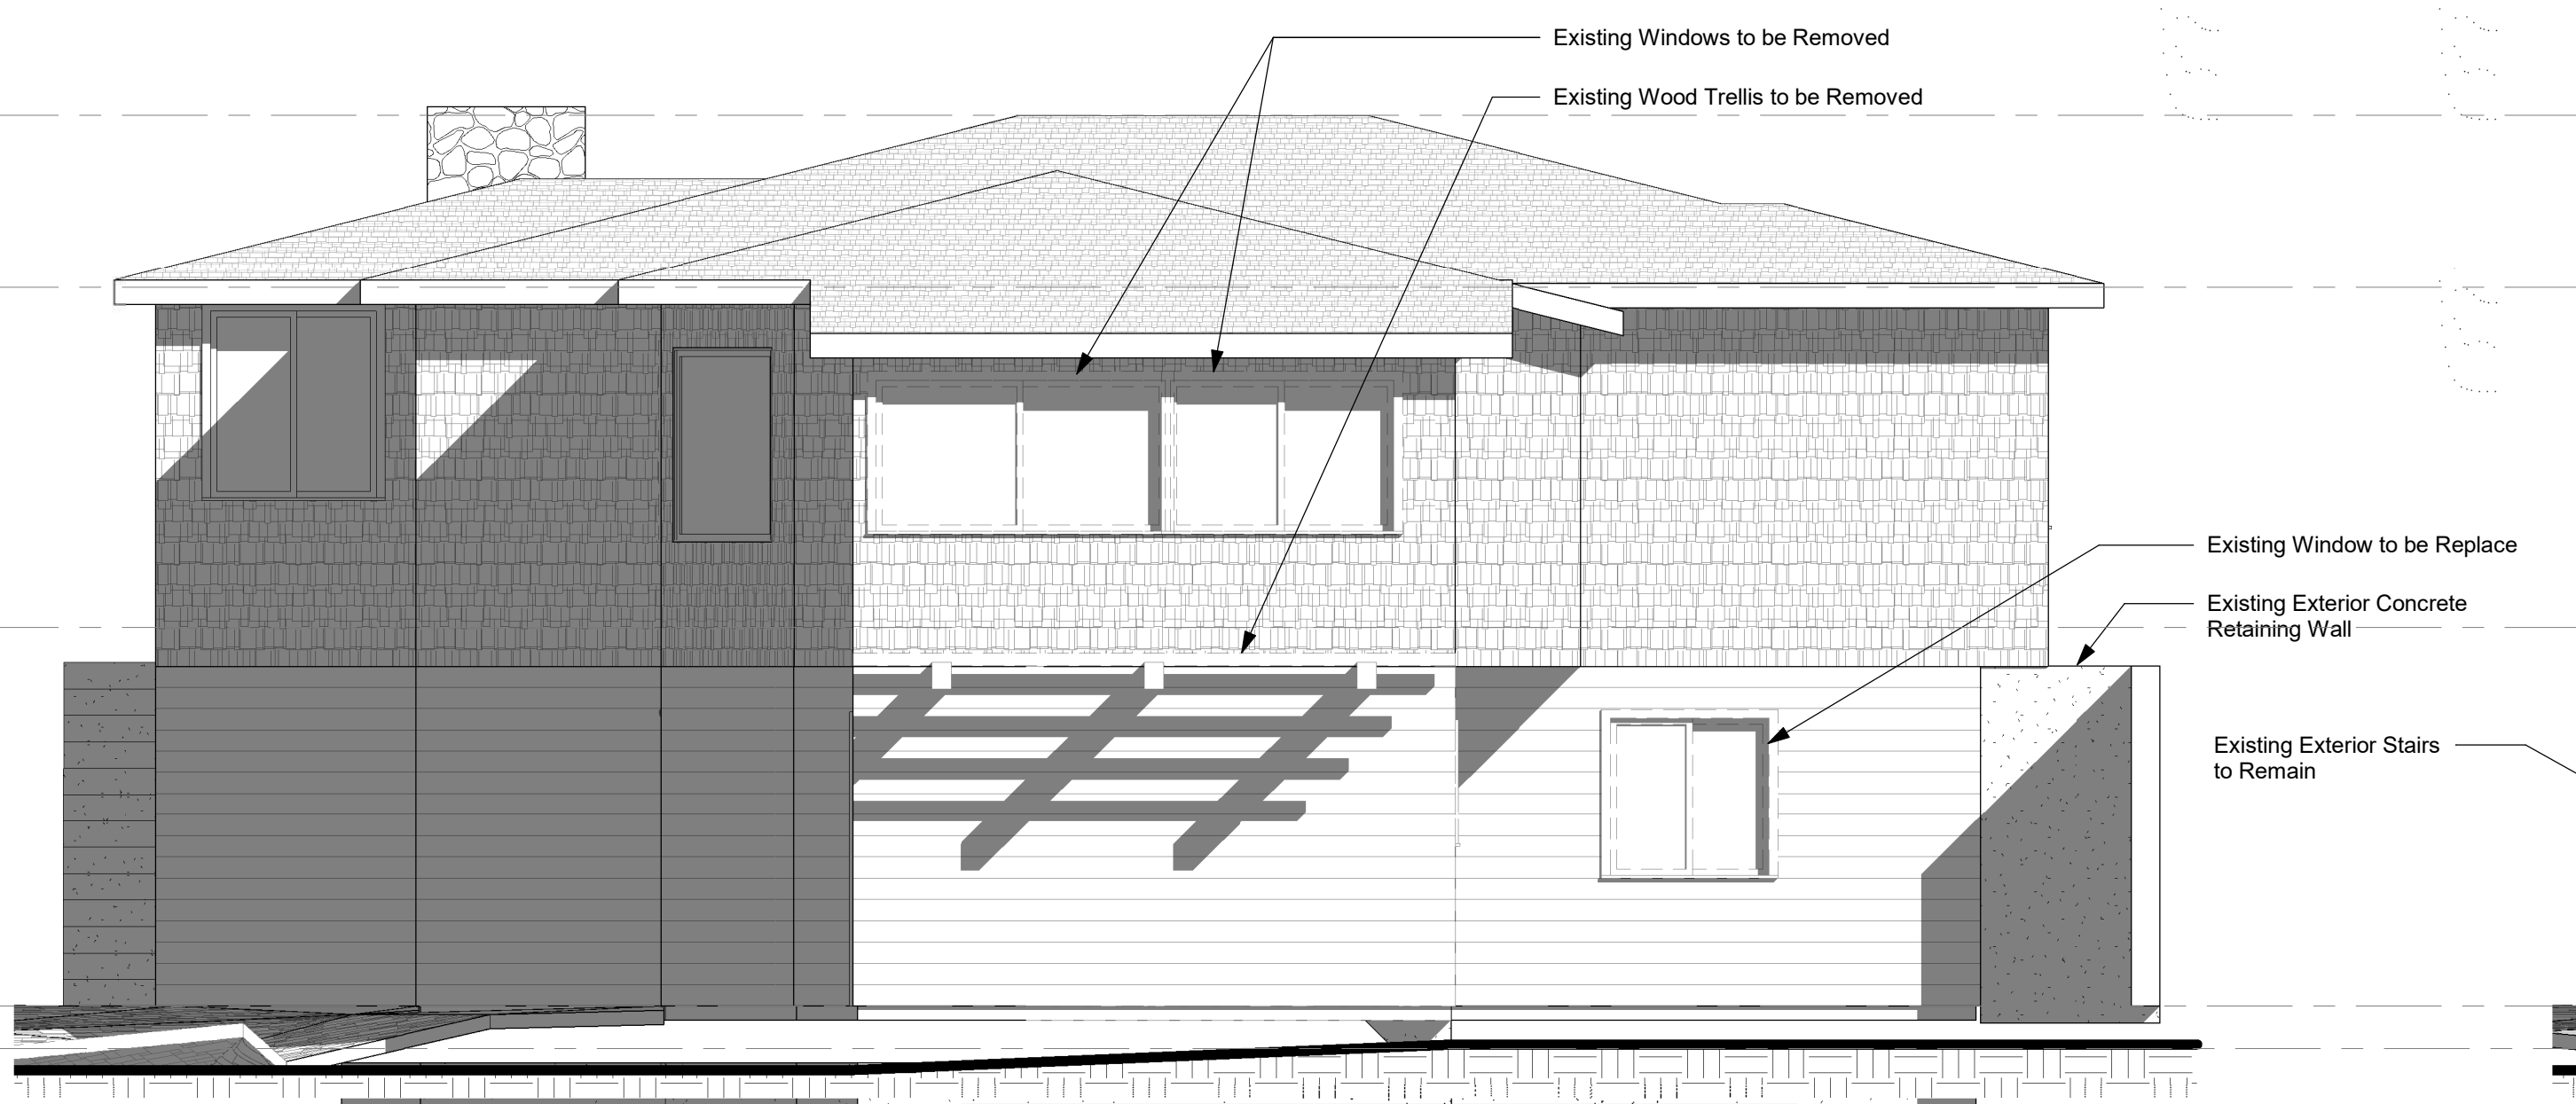 Existing Windows to be Removed
Existing Wood Trellis to be Removed
Existing Window to be Replace
Existing Exterior Concrete
Retaining Wall
Existing Exterior Stairs
to Remain